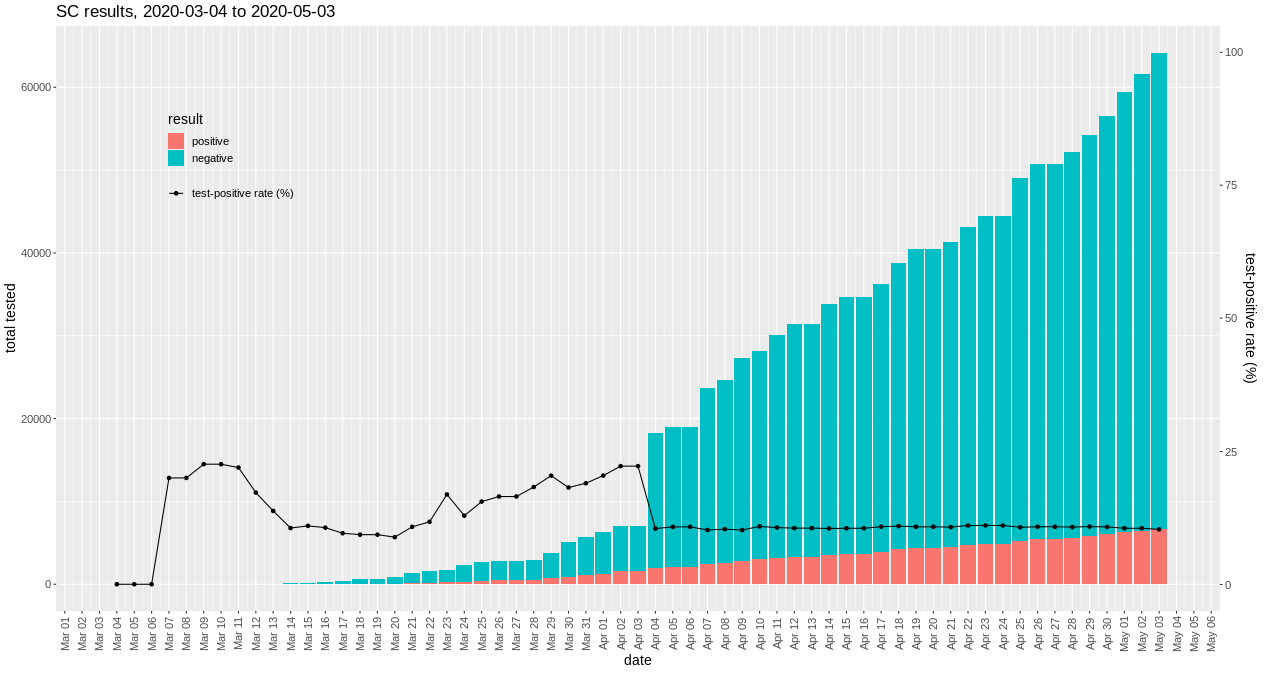 SC results, 2020-03-04 to 2020-05-03
total tested
60000
40000
20000
0
result
positive
negative
test-positive rate (%)
100
75
50
25
0
test-positive rate (%)
Mar 01
Mar 02
Mar 03
Mar 04
Mar 05
Mar 06
Mar 07
Mar 08
Mar 09
Mar 10
Mar 11
Mar 12
Mar 13
Mar 14
Mar 15
Mar 16
Mar 17
Mar 18
Mar 19
Mar 20
Mar 21
Mar 22
Mar 23
Mar 24
Mar 25
Mar 26
Mar 27
Mar 28
Mar 29
Mar 30
Mar 31
Apr 01
Apr 02
Apr 03
Apr 04
Apr 05
Apr 06
Apr 07
Apr 08
Apr 09
Apr 10
Apr 11
Apr 12
Apr 13
Apr 14
Apr 15
Apr 16
Apr 17
Apr 18
Apr 19
Apr 20
Apr 21
Apr 22
Apr 23
Apr 24
Apr 25
Apr 26
Apr 27
Apr 28
Apr 29
Apr 30
May 01
May 02
May 03
May 04
May 05
May 06
date